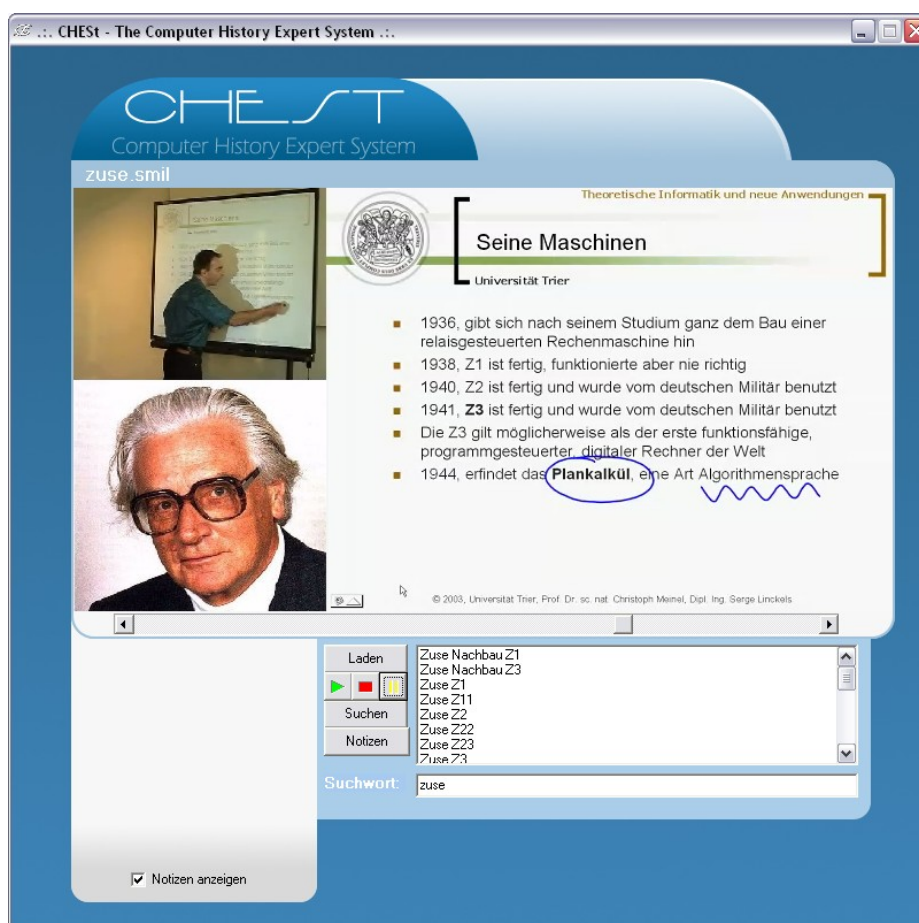 .:. CHESt - The Computer History Expert System .:.
CHEST
Computer History Expert System
zuse.smil
Theoretische Informatik und neue Anwendungen
Seine Maschinen
Universität Trier
1936, gibt sich nach seinem Studium ganz dem Bau einer
relaisgesteuerten Rechenmaschine hin
1938, Z1 ist fertig, funktionierte aber nie richtig
1940, Z2 ist fertig und wurde vom deutschen Militär benutzt
1941, Z3 ist fertig und wurde vom deutschen Militär benutzt
Die Z3 gilt möglicherweise als der erste funktionsfähige,
programmgesteuerter, digitaler Rechner der Welt
1944, erfindet das Plankalkül, eine Art Algorithmensprache
© 2003, Universität Trier, Prof. Dr. sc. nat. Christoph Meinel, Dipl. Ing. Serge Linckels
Laden
Suchen
Notizen
Zuse Nachbau Z1
Zuse Nachbau Z3
Zuse Z1
Zuse Z11
Zuse Z2
Zuse Z22
Zuse Z23
Zuse Z3
Suchwort:
zuse
Notizen anzeigen